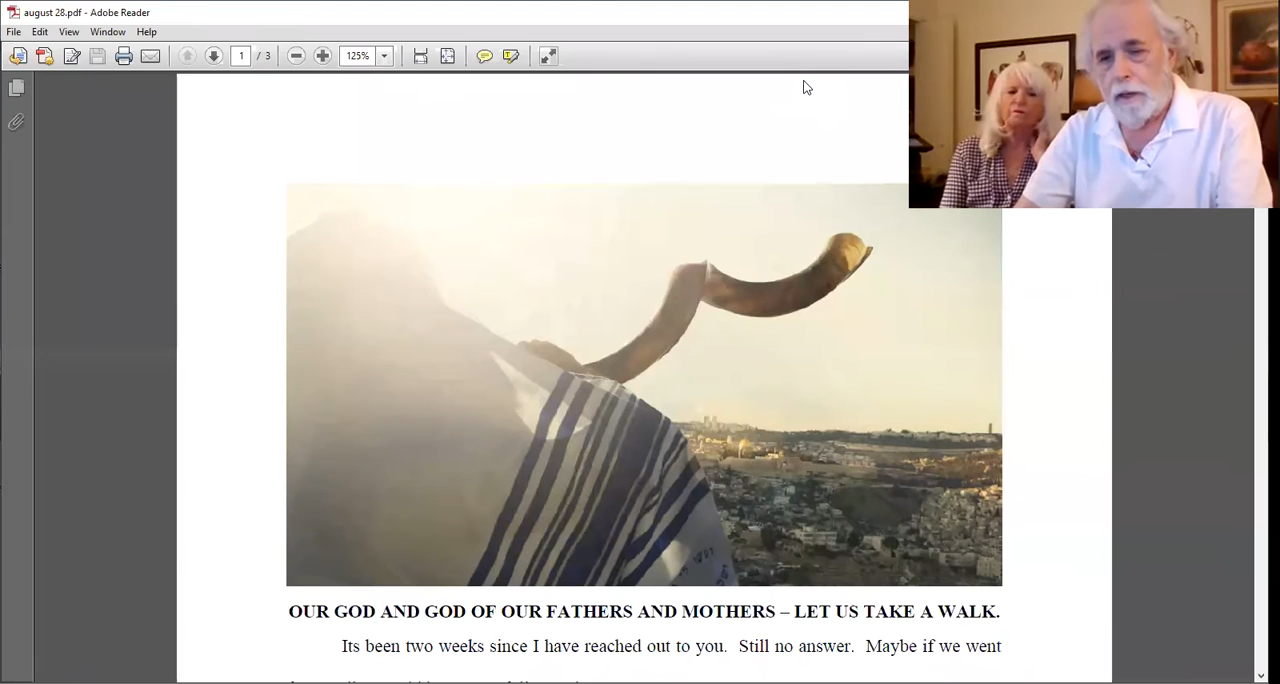 august 28.pdf - Adobe Reader
File Edit View Window Help
1 / 3 125%
OUR GOD AND GOD OF OUR FATHERS AND MOTHERS – LET US TAKE A WALK.
Its been two weeks since I have reached out to you. Still no answer. Maybe if we went